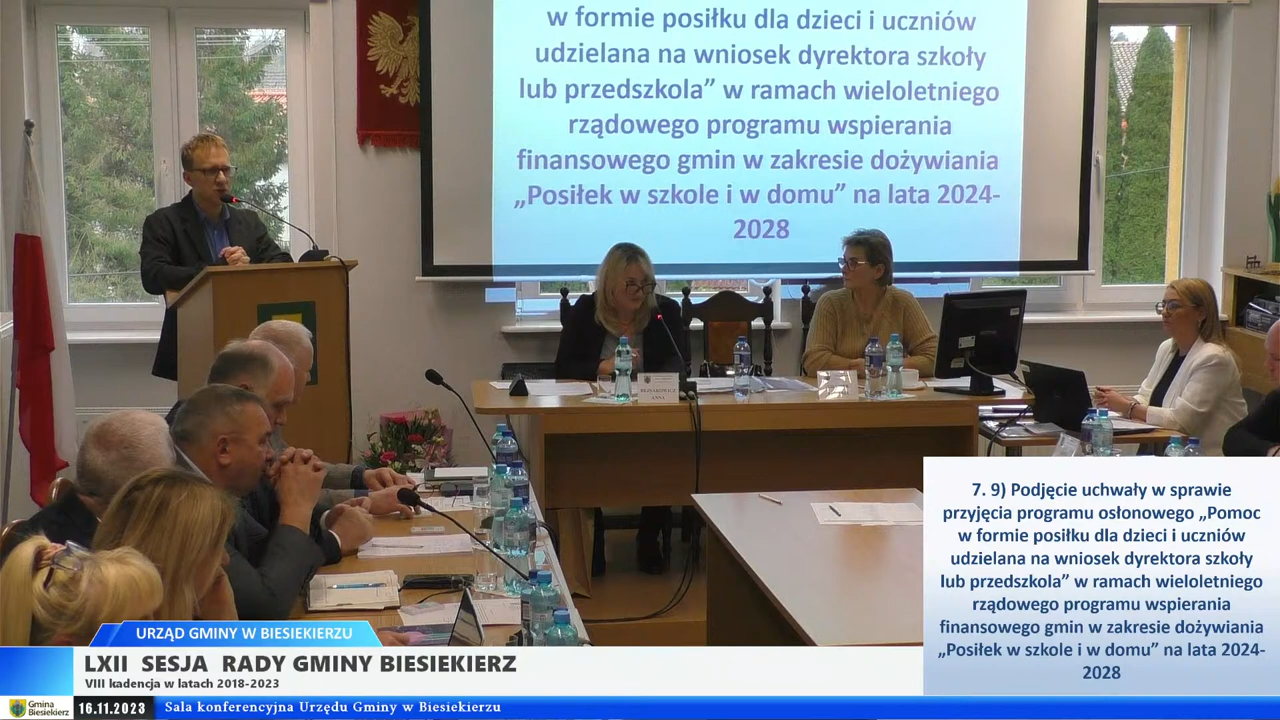 w formie posiłku dla dzieci i uczniów
udzielana na wniosek dyrektora szkoły
lub przedszkola” w ramach wieloletniego
rządowego programu wspierania
finansowego gmin w zakresie dożywiania
„Posiłek w szkole i w domu” na lata 2024-
2028
7. 9) Podjęcie uchwały w sprawie
przyjęcia programu osłonowego „Pomoc
w formie posiłku dla dzieci i uczniów
udzielana na wniosek dyrektora szkoły
lub przedszkola” w ramach wieloletniego
rządowego programu wspierania
finansowego gmin w zakresie dożywiania
„Posiłek w szkole i w domu” na lata 2024-
2028
URZĄD GMINY W BIESIEKIERZU
LXII SESJA RADY GMINY BIESIEKIERZ
VIII kadencja w latach 2018-2023
Gmina
Biesiekierz
16.11.2023
Sala konferencyjna Urzędu Gminy w Biesiekierzu